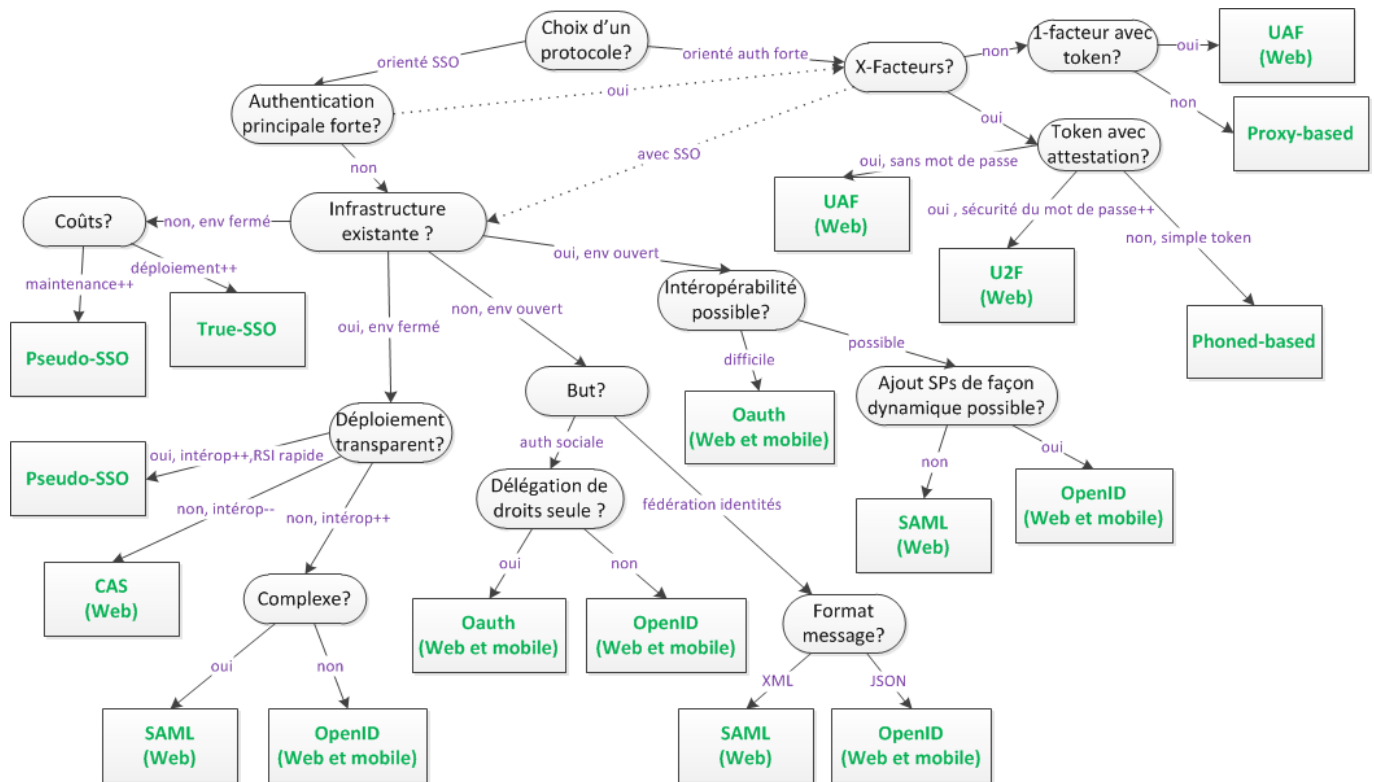 Choix d'un
protocole?
orienté SSO
orienté auth forte
X-Facteurs?
non
1-facteur avec
token?
oui
UAF
(Web)
non
Proxy-based
Authentication
principale forte?
oui
non
avec SSO
oui
Token avec
attestation?
oui, sans mot de passe
UAF
(Web)
oui , sécurité du mot de passe++
U2F
(Web)
non, simple token
Phoned-based
Coûts?
non, env fermé
Infrastructure
existante ?
maintenance++
déploiement++
Pseudo-SSO
True-SSO
oui, env fermé
non, env ouvert
oui, env ouvert
Intéropérabilité
possible?
difficile
possible
Oauth
(Web et mobile)
Ajout SPs de façon
dynamique possible?
non
oui
SAML
(Web)
OpenID
(Web et mobile)
Déploiement
transparent?
oui, intérop++,RSI rapide
Pseudo-SSO
non, intérop--
non, intérop++
CAS
(Web)
Complexe?
oui
non
SAML
(Web)
OpenID
(Web et mobile)
But?
auth sociale
fédération identités
Délégation de
droits seule ?
oui
non
Oauth
(Web et mobile)
OpenID
(Web et mobile)
Format
message?
XML
JSON
SAML
(Web)
OpenID
(Web et mobile)